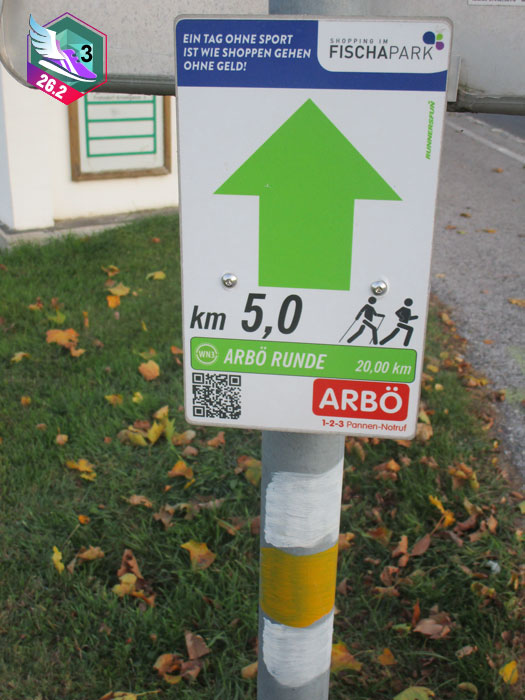 3
26.2
EIN TAG OHNE SPORT
IST WIE SHOPPEN GEHEN
OHNE GELD!
SHOPPING IM
FISCHAPARK
RUNNERSFUN
km 5,0
WN3
ARBÖ RUNDE 20,00 km
ARBÖ
1-2-3 Pannen-Notruf